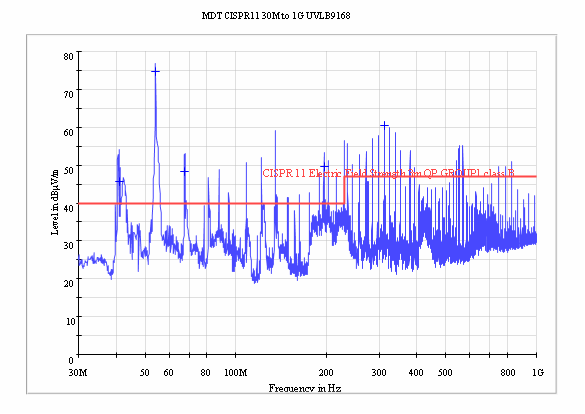 MDT CISPR11 30M to 1G UVLB9168
80
70
60
50
40
30
20
10
0
Level in dBµV/m
CISPR 11 Electric Field Strength 3m QP GROUP1 class B
30M 50 60 80 100M 200 300 400 500 800 1G
Frequency in Hz